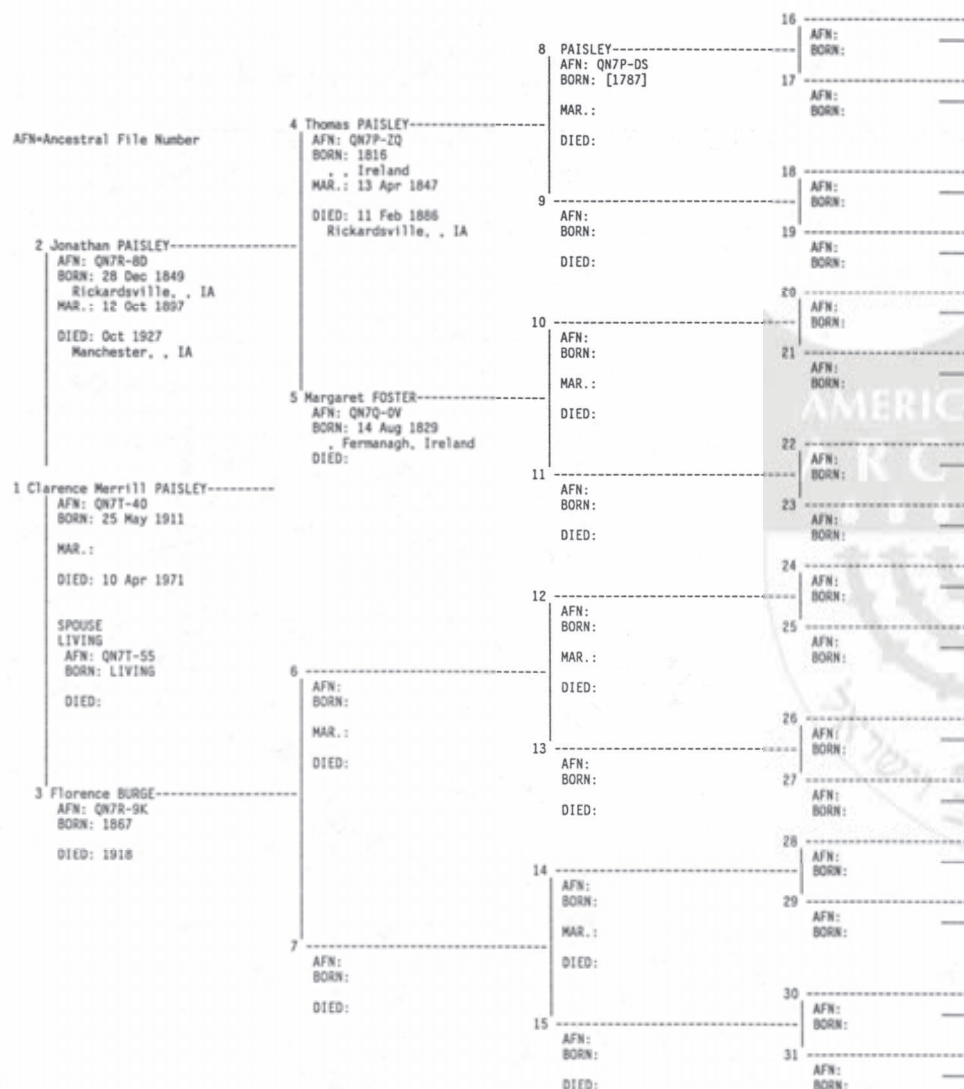 AFN=Ancestral File Number
1 Clarence Merrill PAISLEY
AFN: QN7T-40
BORN: 25 May 1911
MAR.:
DIED: 10 Apr 1971
SPOUSE
LIVING
AFN: QN7T-55
BORN: LIVING
DIED:
2 Jonathan PAISLEY
AFN: QN7R-8D
BORN: 28 Dec 1849
Rickardsville, , IA
MAR.: 12 Oct 1897
DIED: Oct 1927
Manchester, , IA
3 Florence BURGE
AFN: QN7R-9K
BORN: 1867
DIED: 1918
4 Thomas PAISLEY
AFN: QN7P-ZQ
BORN: 1816
, , Ireland
MAR.: 13 Apr 1847
DIED: 11 Feb 1886
Rickardsville, , IA
5 Margaret FOSTER
AFN: QN7Q-0V
BORN: 14 Aug 1829
, Fermanagh, Ireland
DIED:
6
AFN:
BORN:
MAR.:
DIED:
7
AFN:
BORN:
DIED:
8 PAISLEY
AFN: QN7P-DS
BORN: [1787]
MAR.:
DIED:
9
AFN:
BORN:
DIED:
10
AFN:
BORN:
MAR.:
DIED:
11
AFN:
BORN:
DIED:
12
AFN:
BORN:
MAR.:
DIED:
13
AFN:
BORN:
DIED:
14
AFN:
BORN:
MAR.:
DIED:
15
AFN:
BORN:
DIED:
16
AFN:
BORN:
17
AFN:
BORN:
18
AFN:
BORN:
19
AFN:
BORN:
20
AFN:
BORN:
21
AFN:
BORN:
22
AFN:
BORN:
23
AFN:
BORN:
24
AFN:
BORN:
25
AFN:
BORN:
26
AFN:
BORN:
27
AFN:
BORN:
28
AFN:
BORN:
29
AFN:
BORN:
30
AFN:
BORN:
31
AFN:
BORN:
AMERIC
ARC